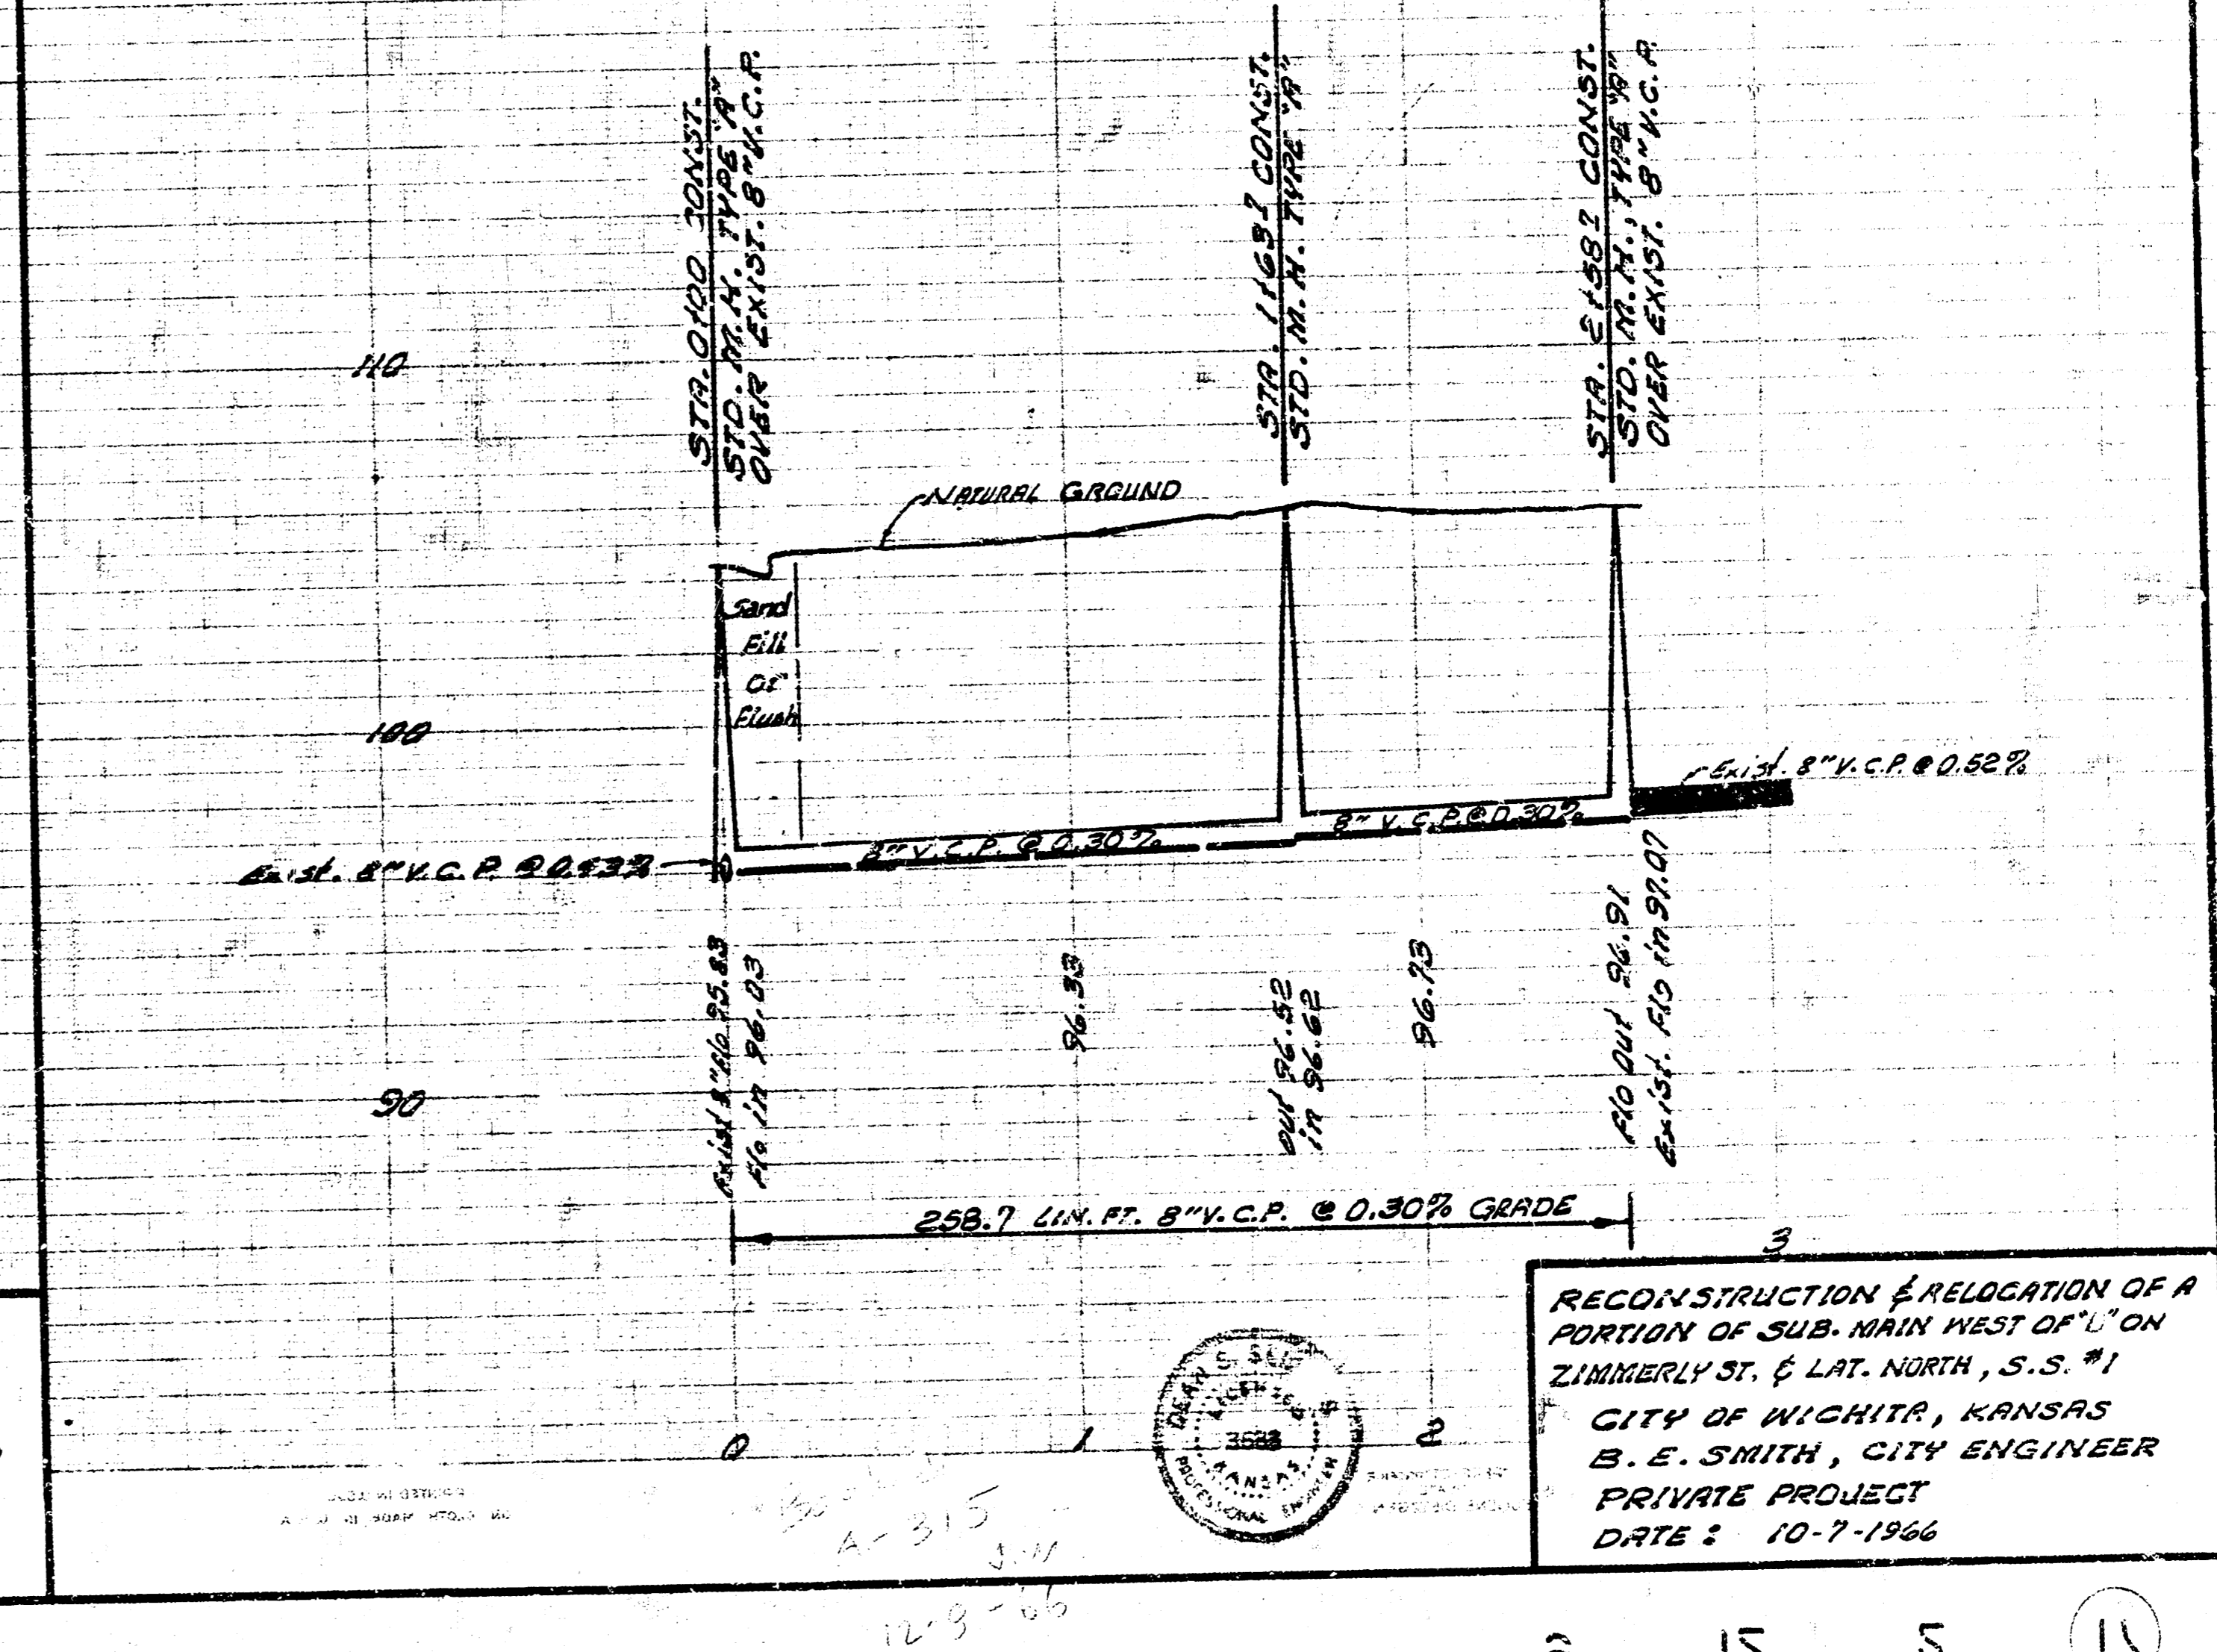 STA. 0+00 CONST.
STD. M.H. TYPE "A"
OVER EXIST. 8" V.C.P.
STA. 1+63 CONST.
STD. M.H. TYPE "A"
STA. 2+58 CONST.
STD. M.H., TYPE "A"
OVER EXIST. 8" V.C.P.
110
NATURAL GROUND
Sand
Fill
Or
Flush
100
Exist. 8" V.C.P. @ 0.52%
8" V.C.P. @ 0.30%
8" V.C.P. @ 0.30%
Exist. 8" V.C.P. @
Exist 8" Flo 95.83
Flo in 96.03
96.33
Out 96.52
in 96.62
96.73
Flo Out 96.91
Exist. Flo in 97.07
90
258.7 LIN. FT. 8" V.C.P. @ 0.30% GRADE
3
RECONSTRUCTION & RELOCATION OF A
PORTION OF SUB. MAIN WEST OF "L" ON
ZIMMERLY ST. & LAT. NORTH, S.S. #1
CITY OF WICHITA, KANSAS
B.E. SMITH, CITY ENGINEER
PRIVATE PROJECT
DATE: 10-7-1966
0
1
2
DEAN S.
LICENSED
KANSAS
PROFESSIONAL ENGINEER
A-315
12-9-66
15
5
11